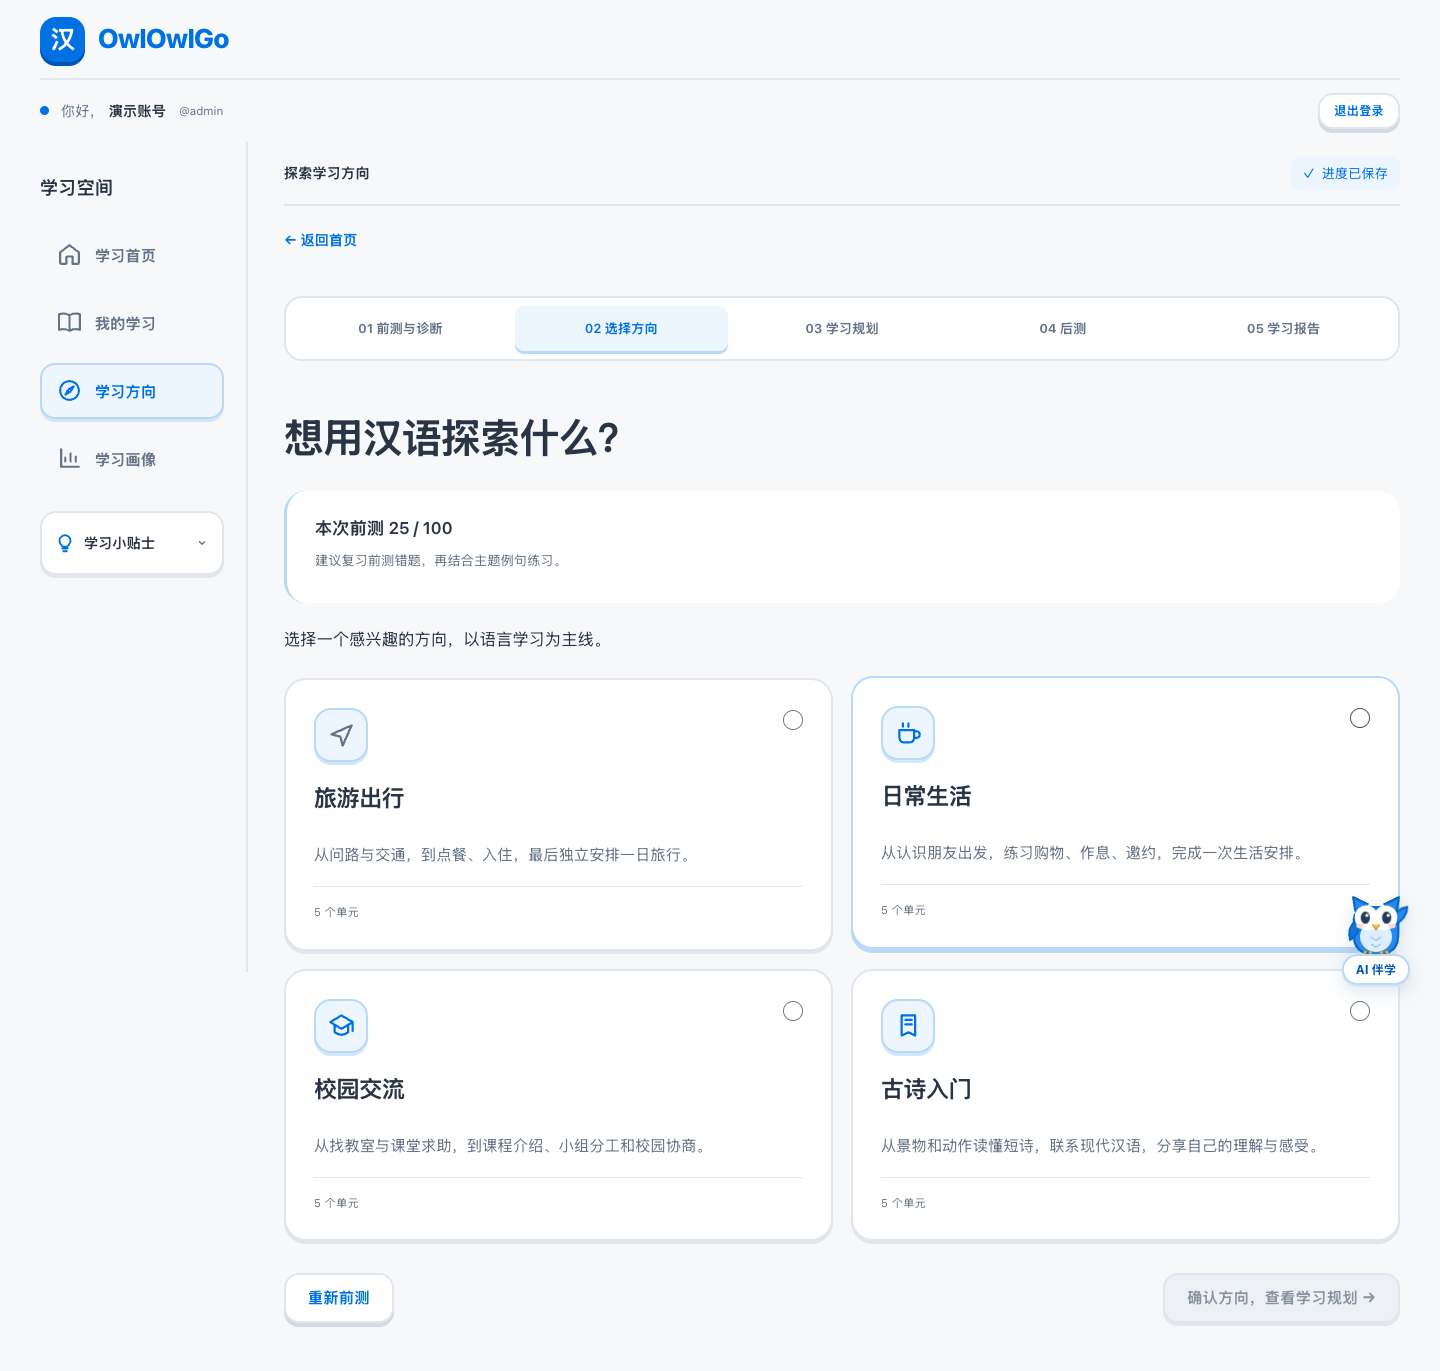 汉 OwlOwlGo
你好， 演示账号 @admin
退出登录
学习空间
学习首页
我的学习
学习方向
学习画像
学习小贴士
探索学习方向
✓ 进度已保存
← 返回首页
01 前测与诊断
02 选择方向
03 学习规划
04 后测
05 学习报告
想用汉语探索什么？
本次前测 25 / 100
建议复习前测错题，再结合主题例句练习。
选择一个感兴趣的方向，以语言学习为主线。
旅游出行
从问路与交通，到点餐、入住，最后独立安排一日旅行。
5 个单元
日常生活
从认识朋友出发，练习购物、作息、邀约，完成一次生活安排。
5 个单元
AI 伴学
校园交流
从找教室与课堂求助，到课程介绍、小组分工和校园协商。
5 个单元
古诗入门
从景物和动作读懂短诗，联系现代汉语，分享自己的理解与感受。
5 个单元
重新前测
确认方向，查看学习规划 →